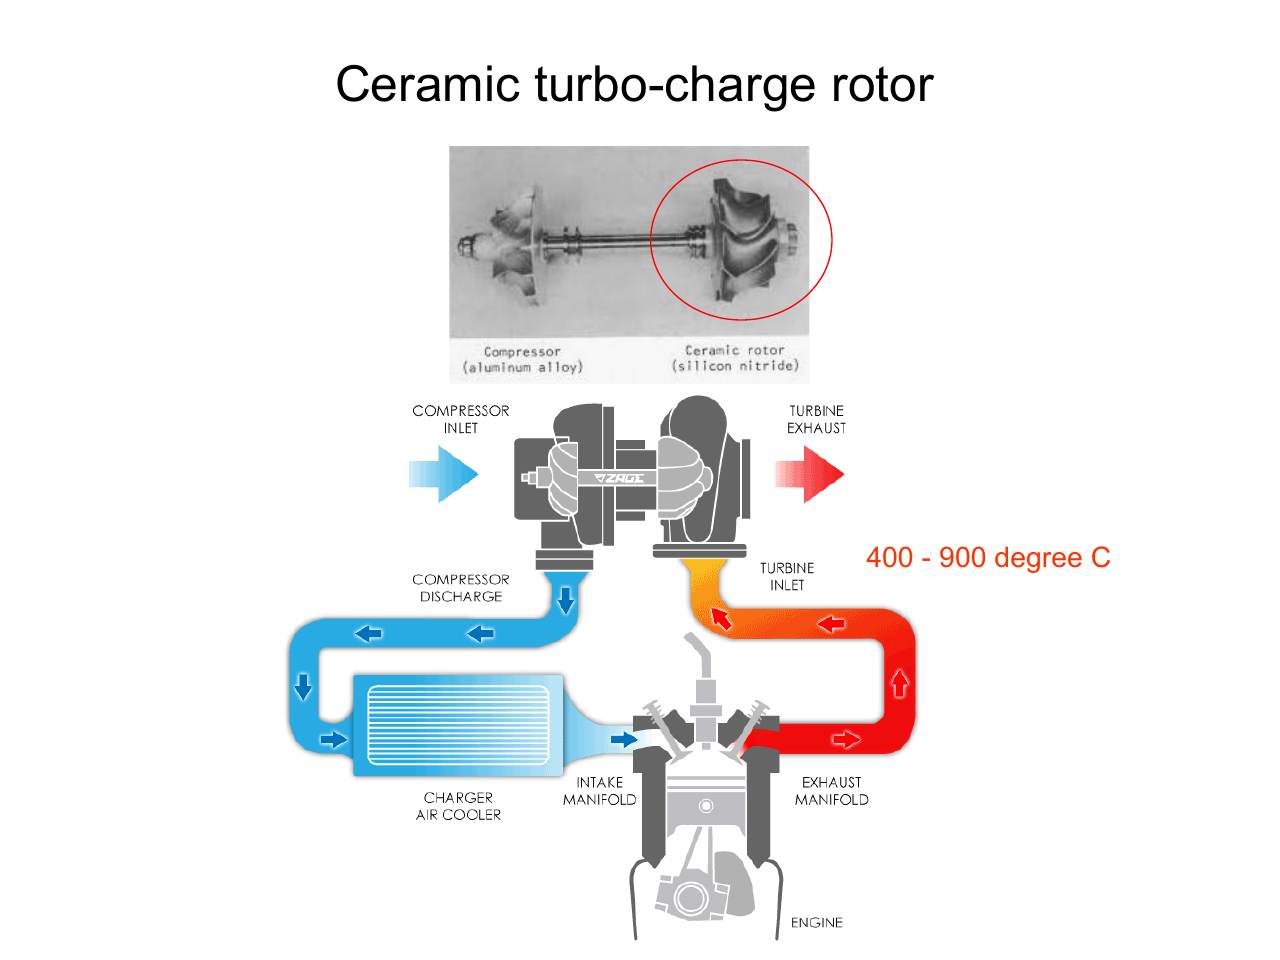 Ceramic turbo-charge rotor
Compressor
(aluminum alloy)
Ceramic rotor
(silicon nitride)
COMPRESSOR
INLET
TURBINE
EXHAUST
ZAGE
400 - 900 degree C
COMPRESSOR
DISCHARGE
TURBINE
INLET
CHARGER
AIR COOLER
INTAKE
MANIFOLD
EXHAUST
MANIFOLD
ENGINE